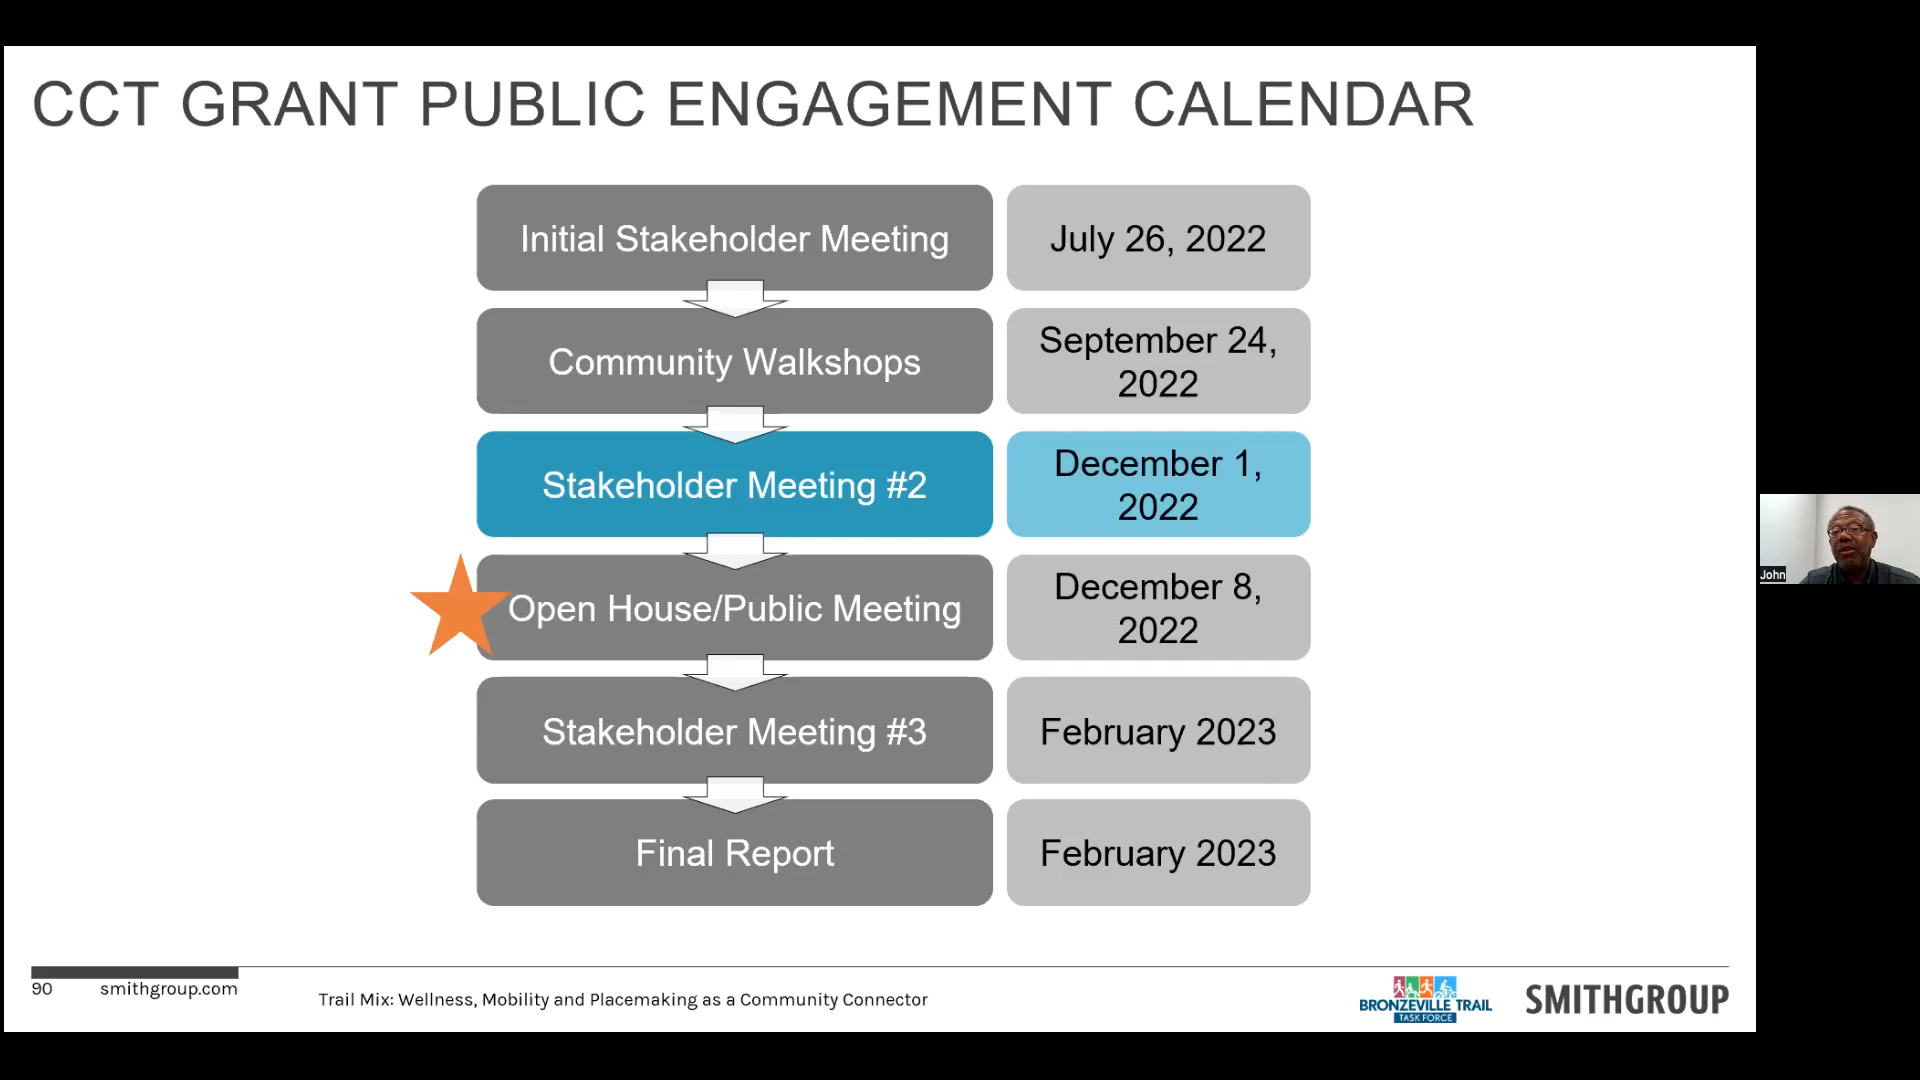 CCT GRANT PUBLIC ENGAGEMENT CALENDAR
Initial Stakeholder Meeting
July 26, 2022
Community Walkshops
September 24,
2022
Stakeholder Meeting #2
December 1,
2022
Open House/Public Meeting
December 8,
2022
Stakeholder Meeting #3
February 2023
Final Report
February 2023
John
90
smithgroup.com
Trail Mix: Wellness, Mobility and Placemaking as a Community Connector
BRONZEVILLE TRAIL
TASK FORCE
SMITHGROUP